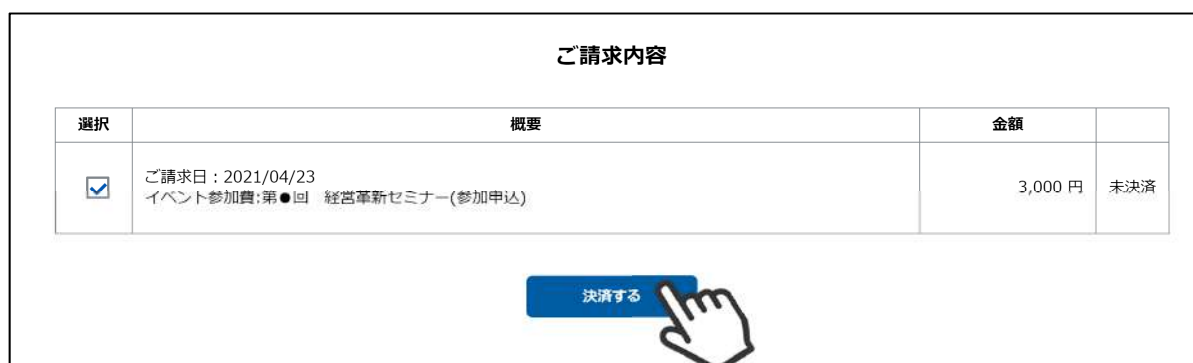 ご請求内容
選択 概要 金額
ご請求日：2021/04/23
イベント参加費:第●回　経営革新セミナー(参加申込)
3,000 円 未決済
決済する